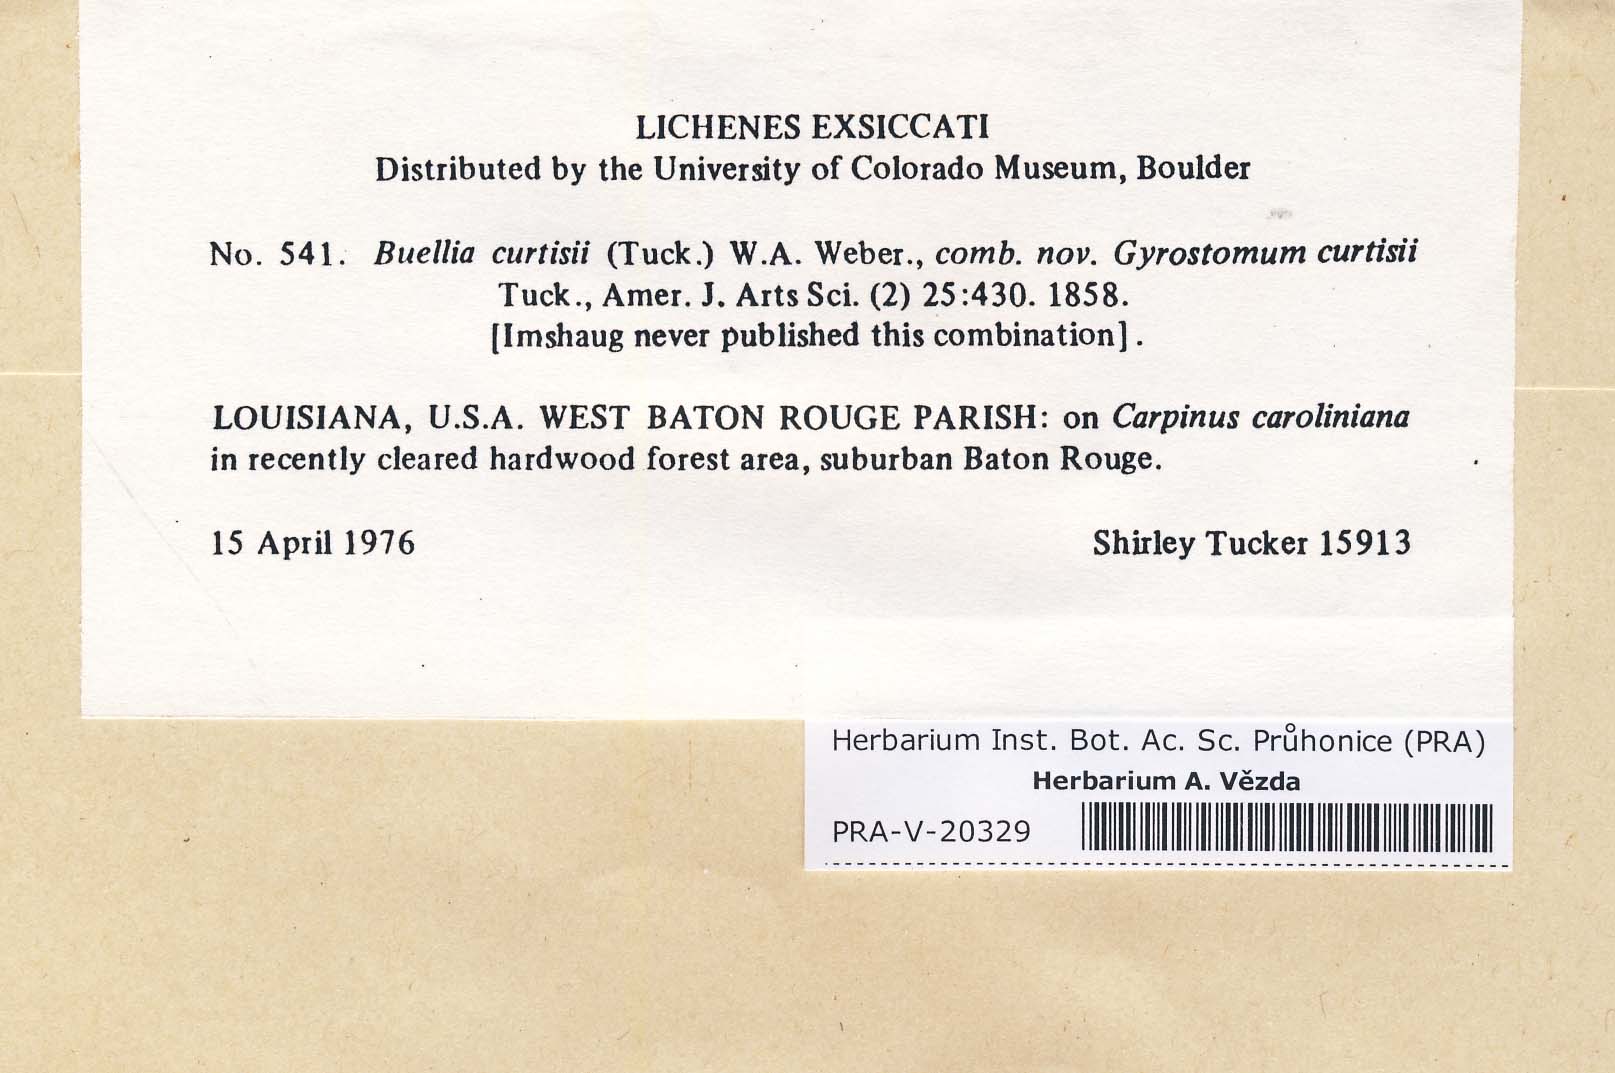 LICHENES EXSICCATI
Distributed by the University of Colorado Museum, Boulder
No. 541. Buellia curtisii (Tuck.) W.A. Weber., comb. nov. Gyrostomum curtisii
Tuck., Amer. J. Arts Sci. (2) 25:430. 1858.
[Imshaug never published this combination].
LOUISIANA, U.S.A. WEST BATON ROUGE PARISH: on Carpinus caroliniana
in recently cleared hardwood forest area, suburban Baton Rouge.
15 April 1976 Shirley Tucker 15913
Herbarium Inst. Bot. Ac. Sc. Průhonice (PRA)
Herbarium A. Vězda
PRA-V-20329